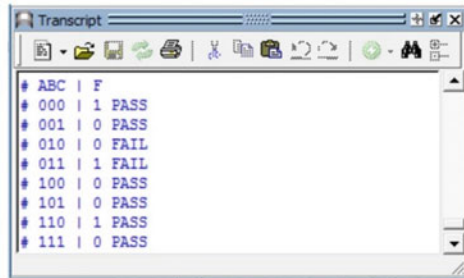 Transcript
# ABC | F
# 000 | 1 PASS
# 001 | 0 PASS
# 010 | 0 FAIL
# 011 | 1 FAIL
# 100 | 0 PASS
# 101 | 0 PASS
# 110 | 1 PASS
# 111 | 0 PASS